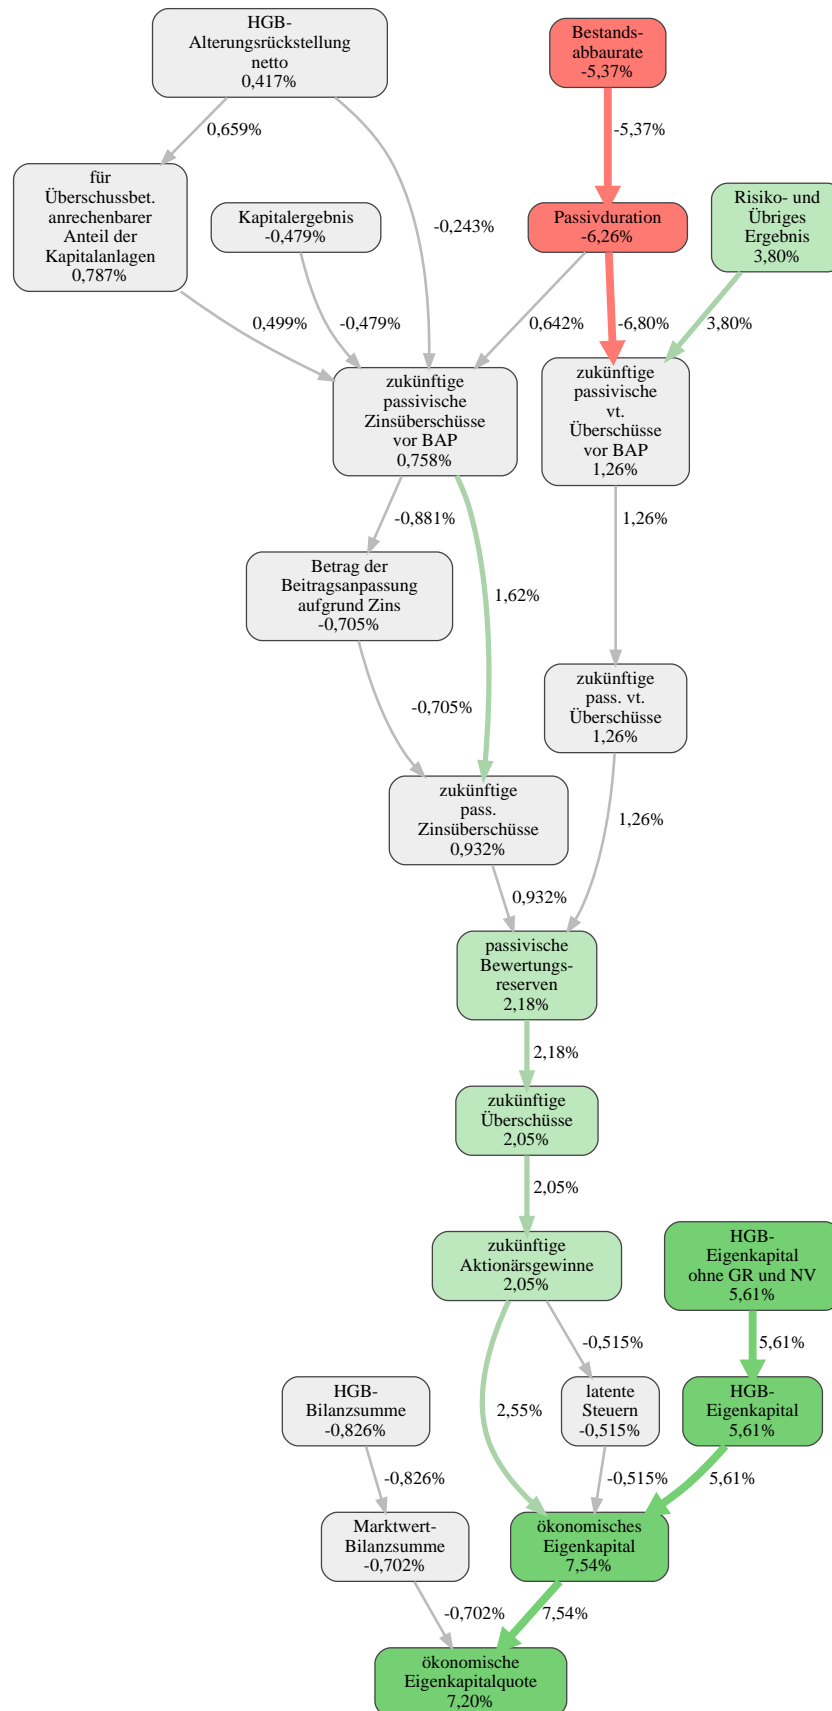 HGB-
Alterungsrückstellung
netto
0,417%
Bestands-
abbaurate
-5,37%
0,659%
-5,37%
für
Überschussbet.
anrechenbarer
Anteil der
Kapitalanlagen
0,787%
Kapitalergebnis
-0,479%
-0,243%
Passivduration
-6,26%
Risiko- und
Übriges
Ergebnis
3,80%
0,499%
-0,479%
0,642%
-6,80%
3,80%
zukünftige
passivische
Zinsüberschüsse
vor BAP
0,758%
zukünftige
passivische
vt.
Überschüsse
vor BAP
1,26%
-0,881%
1,26%
Betrag der
Beitragsanpassung
aufgrund Zins
-0,705%
1,62%
-0,705%
zukünftige
pass. vt.
Überschüsse
1,26%
zukünftige
pass.
Zinsüberschüsse
0,932%
1,26%
0,932%
passivische
Bewertungs-
reserven
2,18%
2,18%
zukünftige
Überschüsse
2,05%
2,05%
zukünftige
Aktionärsgewinne
2,05%
HGB-
Eigenkapital
ohne GR und NV
5,61%
-0,515%
5,61%
HGB-
Bilanzsumme
-0,826%
2,55%
latente
Steuern
-0,515%
HGB-
Eigenkapital
5,61%
-0,826%
-0,515%
5,61%
Marktwert-
Bilanzsumme
-0,702%
ökonomisches
Eigenkapital
7,54%
-0,702%
7,54%
ökonomische
Eigenkapitalquote
7,20%